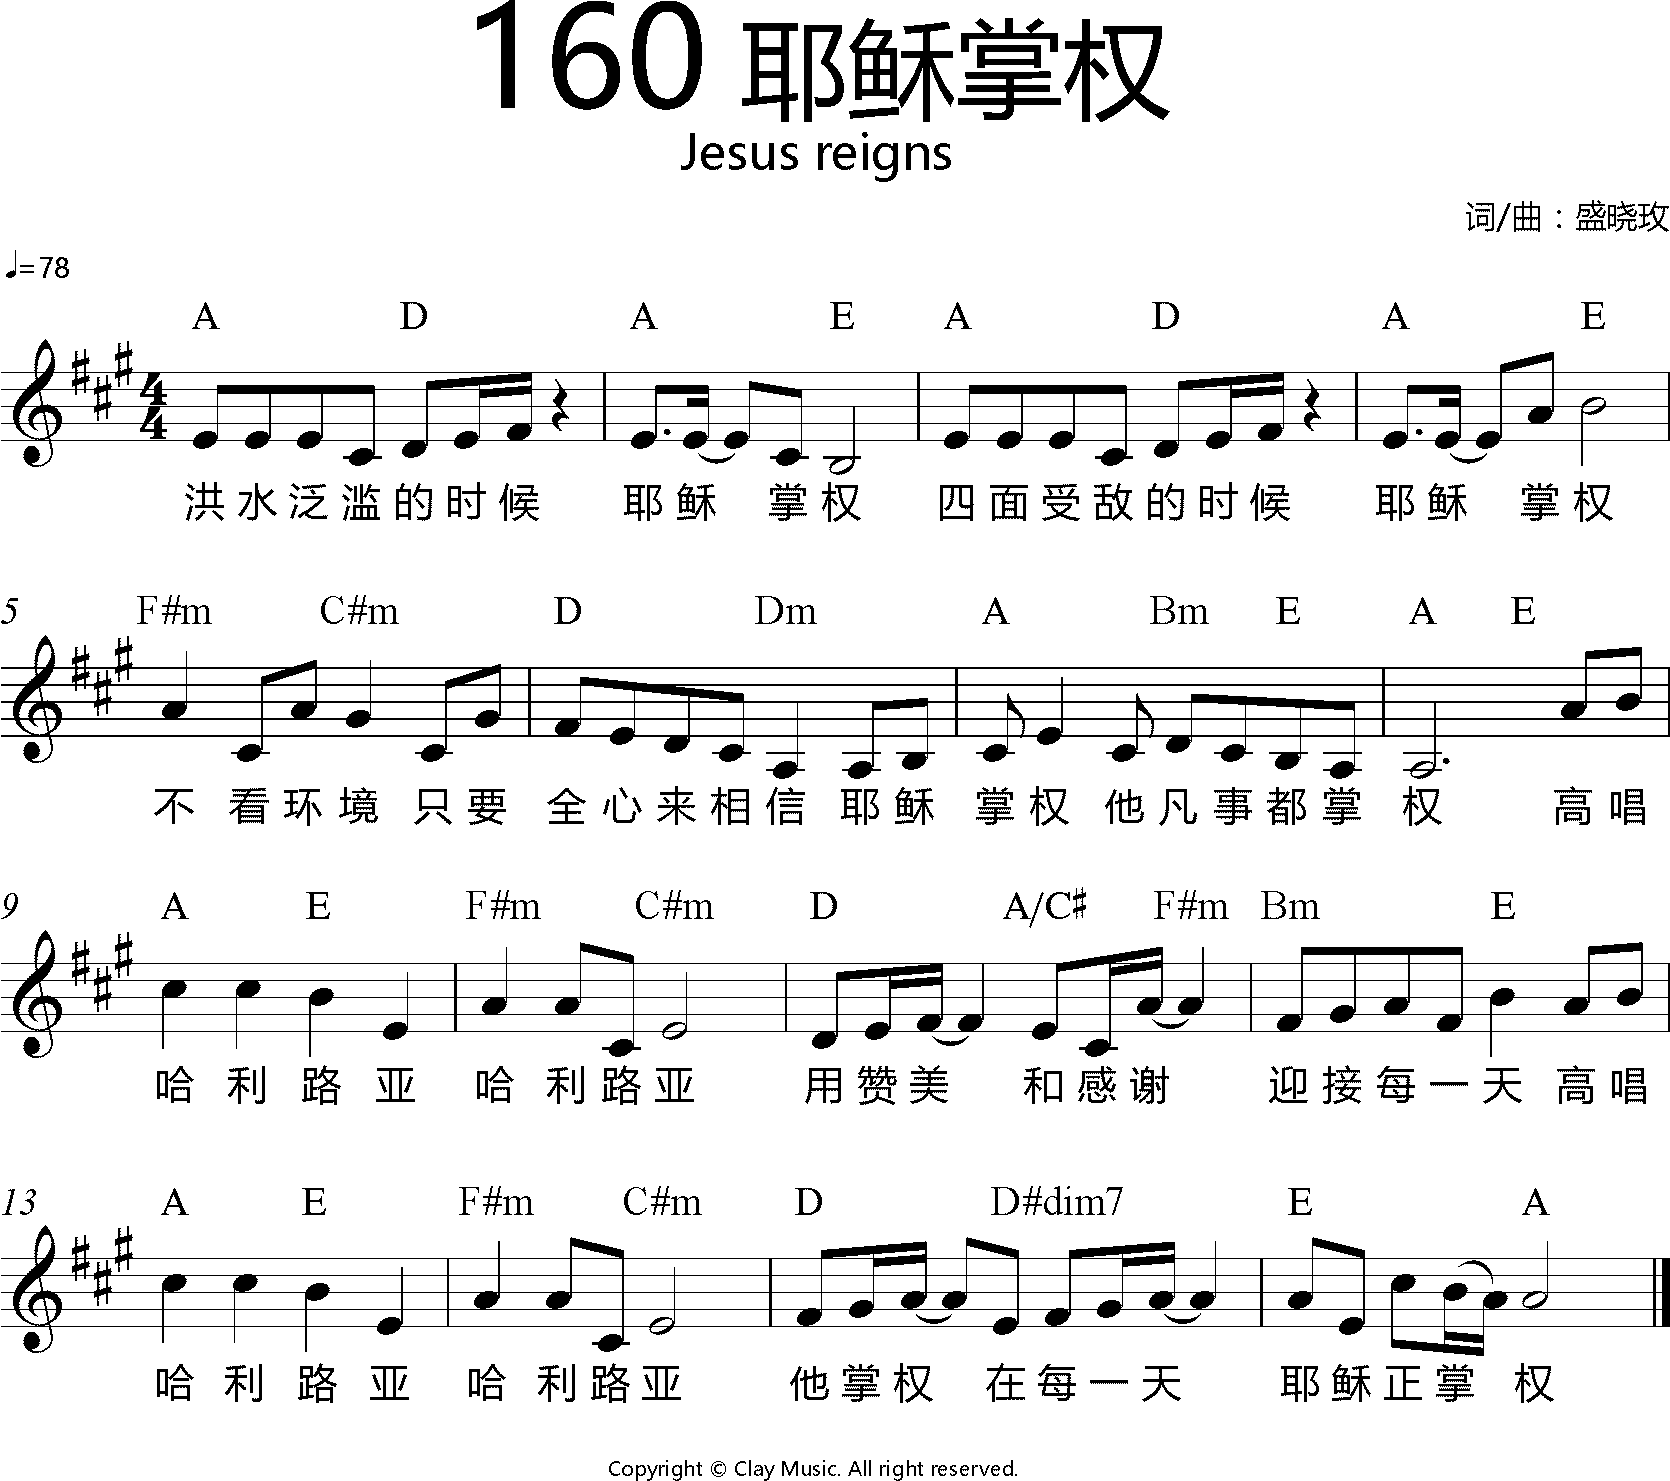 160 耶稣掌权
Jesus reigns
词/曲：盛晓玫
♩=78
A D A E A D A E
4
4
洪水泛滥的时候 耶稣 掌权 四面受敌的时候 耶稣 掌权
5 F#m C#m D Dm A Bm E A E
不 看环境 只要 全心来相信 耶稣 掌权 他凡事都掌 权 高唱
9 A E F#m C#m D A/C♯ F#m Bm E
哈利路亚 哈利路亚 用赞美 和感谢 迎接每一天 高唱
13 A E F#m C#m D D#dim7 E A
哈利路亚 哈利路亚 他掌权 在每一天 耶稣正掌 权
Copyright © Clay Music. All right reserved.